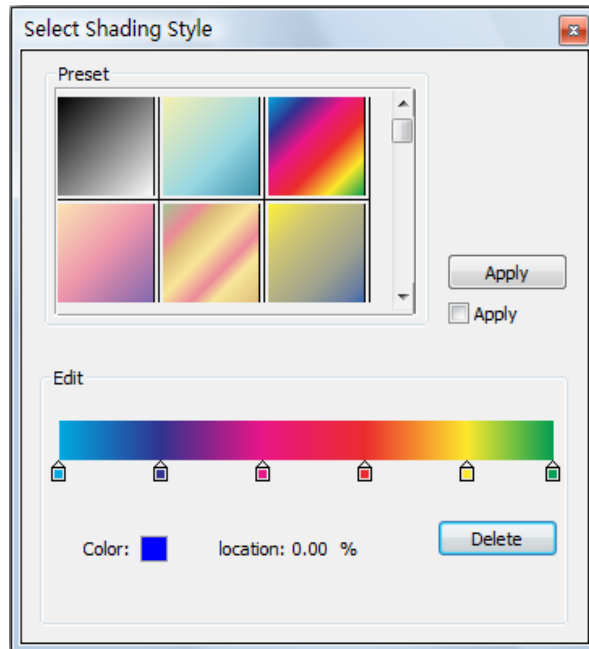 Select Shading Style
Preset
Apply
Apply
Edit
Color:
location: 0.00 %
Delete